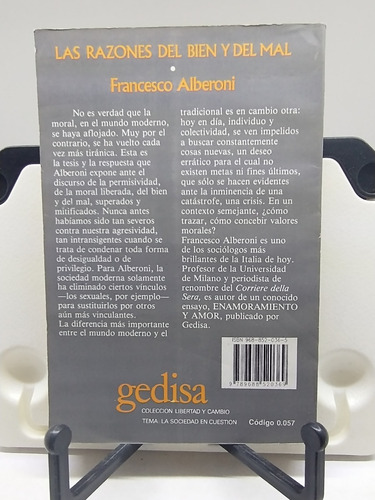 LAS RAZONES DEL BIEN Y DEL MAL
Francesco Alberoni
No es verdad que la
moral, en el mundo moderno,
se haya aflojado. Muy por el
contrario, se ha vuelto cada
vez más tiránica. Esta es
la tesis y la respuesta que
Alberoni expone ante el
discurso de la permisividad,
de la moral liberada, del bien
y del mal, superados y
mitificados. Nunca antes
habíamos sido tan severos
contra nuestra agresividad,
tan intransigentes cuando se
trata de condenar toda forma
de desigualdad o de
privilegio. Para Alberoni, la
sociedad moderna slamente
ha eliminado ciertos vínculos
—los sexuales, por ejemplo—
para sustituirlos por otros
aún más vinculantes.
La diferencia más importante
entre el mundo moderno y el
tradicional es en cambio otra:
hoy en día, individuo y
colectividad, se ven impelidos
a buscar constantemente
cosas nuevas, un deseo
errático para el cual no
existen metas ni fines últimos,
que sólo se hacen evidentes
ante la inminencia de una
catástrofe, una crisis. En un
contexto semejante, ¿cómo
trazar, cómo concebir valores
morales?
Francesco Alberoni es uno
de los sociólogos más
brillantes de la Italia de hoy.
Profesor de la Universidad
de Milano y periodista de
renombre del Corriere della
Sera, es autor de un conocido
ensayo, ENAMORAMIENTO
Y AMOR, publicado por
Gedisa.
ISBN 968-852-036-5
9 789688 520369
gedisa
COLECCION LIBERTAD Y CAMBIO
TEMA: LA SOCIEDAD EN CUESTION
Código 0.057